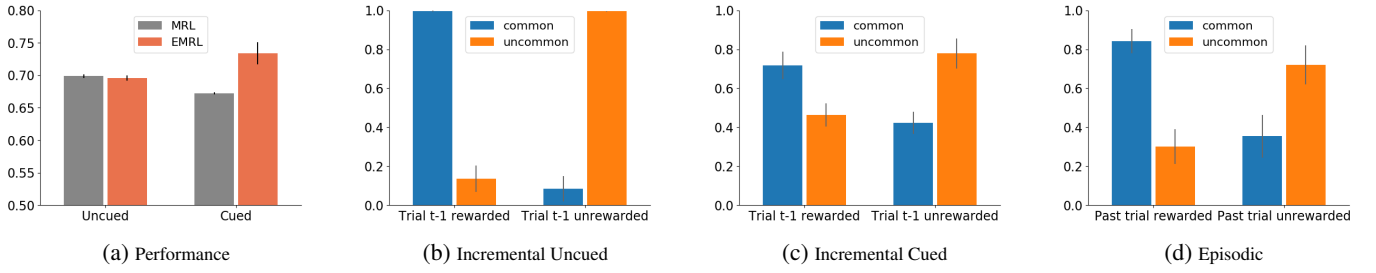 0.80
0.75
0.70
0.65
0.60
0.55
0.50
MRL
EMRL
Uncued
Cued
(a) Performance
1.0
0.8
0.6
0.4
0.2
0.0
common
uncommon
Trial t-1 rewarded
Trial t-1 unrewarded
(b) Incremental Uncued
1.0
0.8
0.6
0.4
0.2
0.0
common
uncommon
Trial t-1 rewarded
Trial t-1 unrewarded
(c) Incremental Cued
1.0
0.8
0.6
0.4
0.2
0.0
common
uncommon
Past trial rewarded
Past trial unrewarded
(d) Episodic